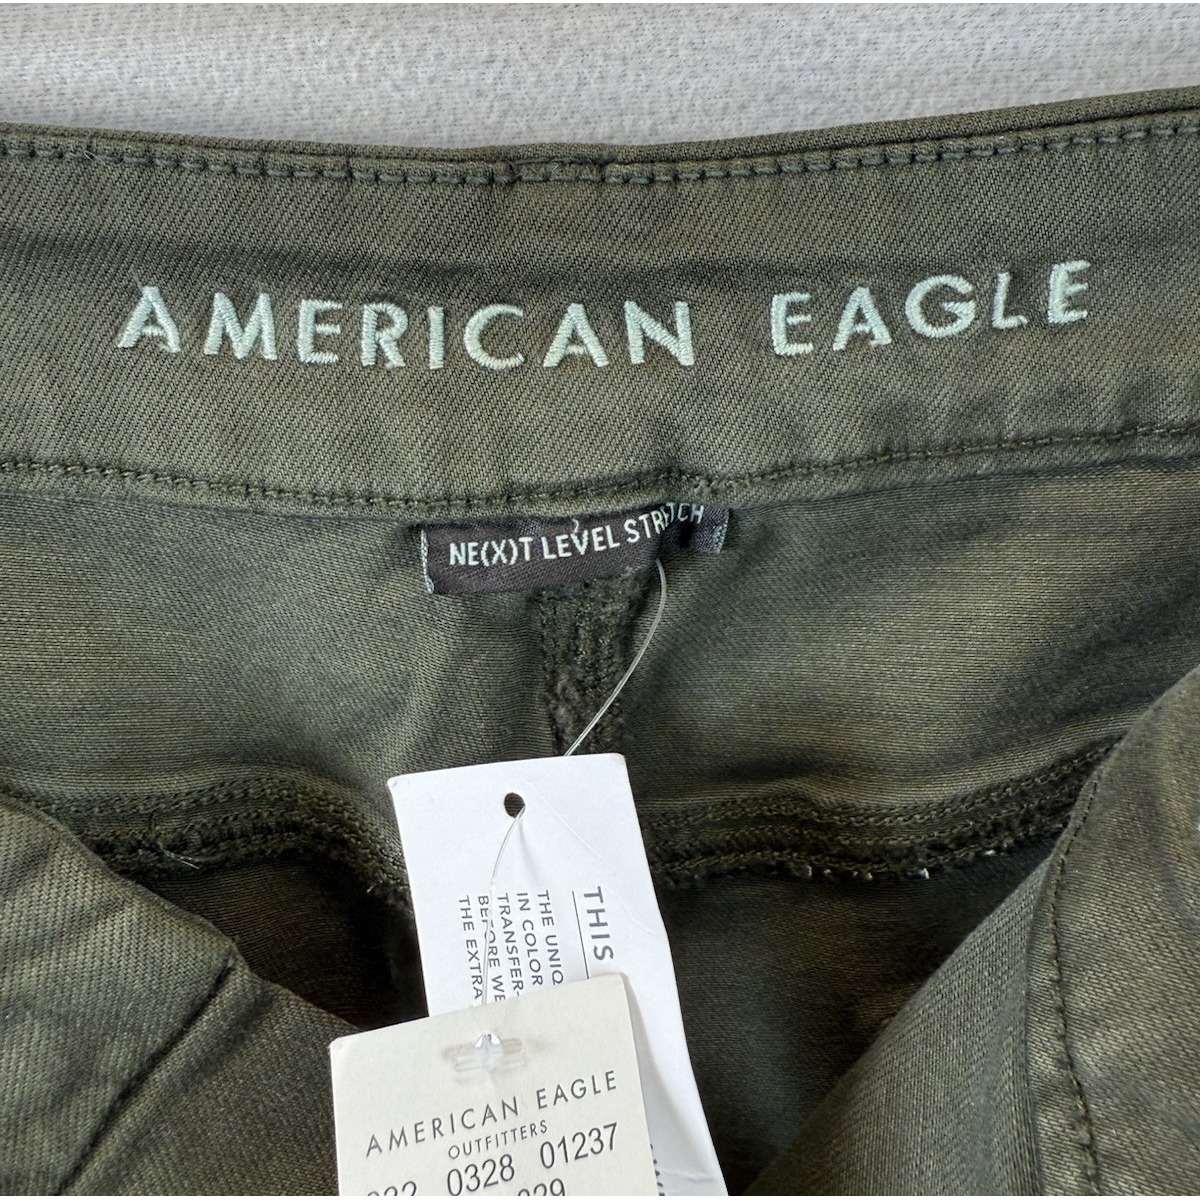 AMERICAN EAGLE
NE(X)T LEVEL STRETCH
THIS
THE UNIQ
IN COLOR
TRANSFER-
BEFORE WE
THE EXTRA
AMERICAN EAGLE
OUTFITTERS
0328 01237